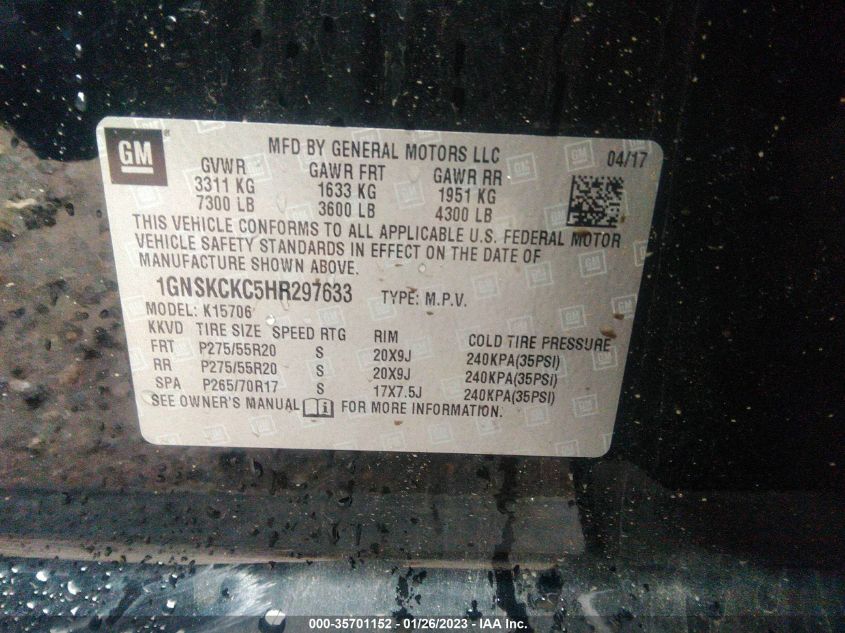 GM
MFD BY GENERAL MOTORS LLC 04/17
GVWR GAWR FRT GAWR RR
3311 KG 1633 KG 1951 KG
7300 LB 3600 LB 4300 LB
THIS VEHICLE CONFORMS TO ALL APPLICABLE U.S. FEDERAL MOTOR
VEHICLE SAFETY STANDARDS IN EFFECT ON THE DATE OF
MANUFACTURE SHOWN ABOVE.
1GNSKCKC5HR297633 TYPE: M.P.V.
MODEL: K15706
KKVD TIRE SIZE SPEED RTG RIM COLD TIRE PRESSURE
FRT P275/55R20 S 20X9J 240KPA(35PSI)
RR P275/55R20 S 20X9J 240KPA(35PSI)
SPA P265/70R17 S 17X7.5J 240KPA(35PSI)
SEE OWNER'S MANUAL FOR MORE INFORMATION.
000-35701152 - 01/26/2023 - IAA Inc.